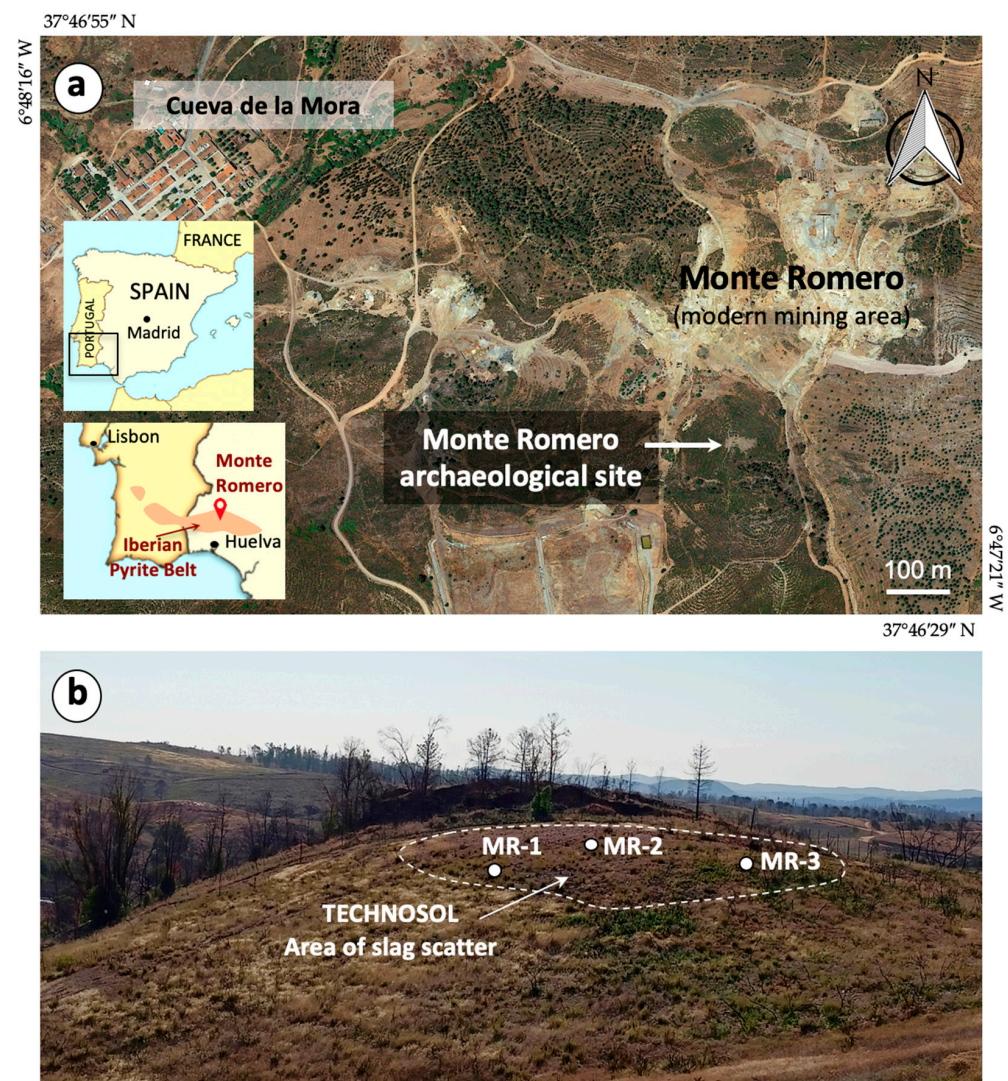 37°46′55″ N
6°48′16″ W
a
Cueva de la Mora
N
FRANCE
SPAIN
PORTUGAL
Madrid
Monte Romero
(modern mining area)
Monte Romero
archaeological site
Lisbon
Monte
Romero
Iberian
Pyrite Belt
Huelva
100 m
6°47′21″ W
37°46′29″ N
b
MR-1
MR-2
MR-3
TECHNOSOL
Area of slag scatter